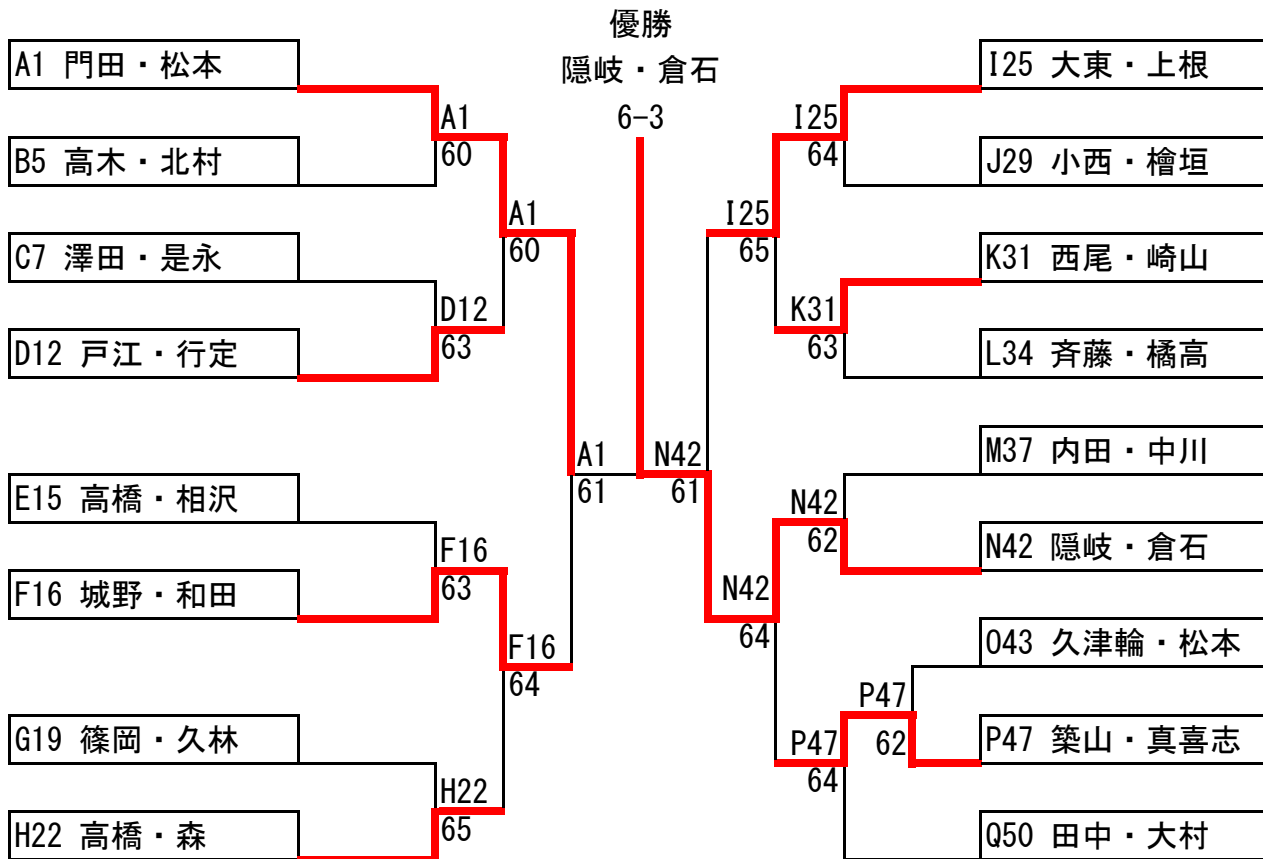 優勝
隠岐・倉石
6-3
A1 門田・松本
B5 高木・北村
C7 澤田・是永
D12 戸江・行定
E15 高橋・相沢
F16 城野・和田
G19 篠岡・久林
H22 高橋・森
A1
60
D12
63
F16
63
H22
65
A1
60
F16
64
A1
61
N42
61
I25
65
N42
64
I25
64
K31
63
N42
62
P47
64
P47
62
I25 大東・上根
J29 小西・檜垣
K31 西尾・崎山
L34 斉藤・橘高
M37 内田・中川
N42 隠岐・倉石
O43 久津輪・松本
P47 築山・真喜志
Q50 田中・大村